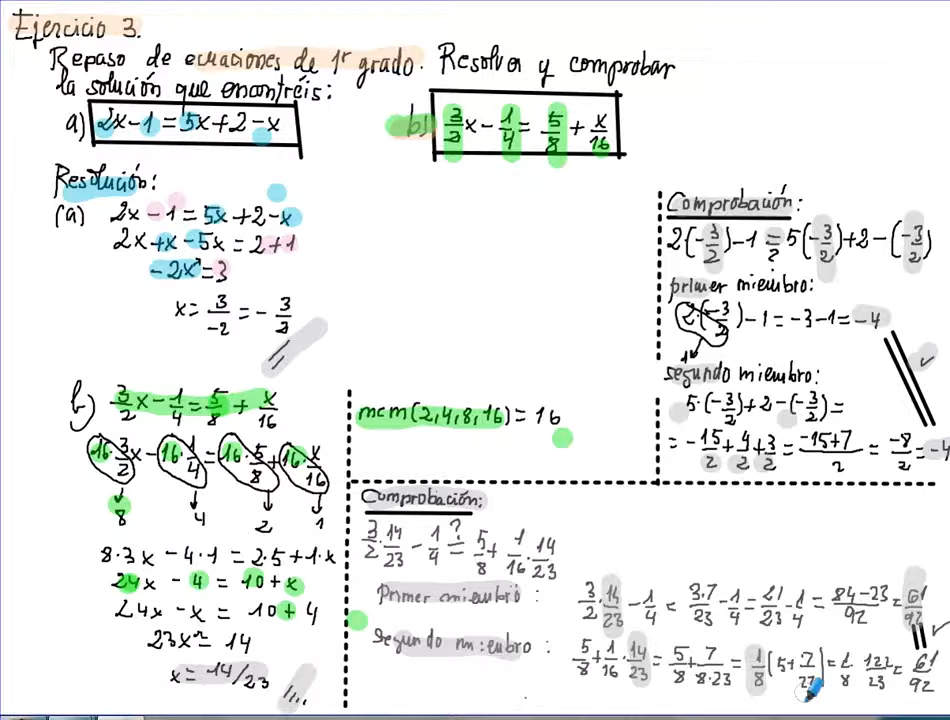 Ejercicio 3.
Repaso de ecuaciones de 1º grado. Resolver y comprobar
la solución que encontréis:
a) 2x-1=5x+2-x
b) 3/2 x - 1/4 = 5/8 + x/16
Resolución:
(a) 2x-1=5x+2-x
2x+x-5x=2+1
-2x=3
x = 3/-2 = -3/2
Comprobación:
2(-3/2)-1 =? 5(-3/2)+2-(-3/2)
primer miembro:
2·(-3/2)-1=-3-1=-4
1
segundo miembro:
5·(-3/2)+2-(-3/2)=
= -15/2+4/2+3/2 = (-15+7)/2 = -8/2 = -4
b) 3/2 x - 1/4 = 5/8 + x/16
16·3/2 x - 16·1/4 = 16·5/8 + 16·x/16
8 4 2 1
8·3x - 4·1 = 2·5+1·x
24x - 4 = 10+x
24x - x = 10+4
23x = 14
x = 14/23
mcm(2,4,8,16) = 16
Comprobación:
3/2·14/23 - 1/4 =? 5/8 + 1/16·14/23
Primer miembro: 3/2·14/23 - 1/4 = 3·7/23 - 1/4 = 21/23 - 1/4 = (84-23)/92 = 61/92
Segundo miembro: 5/8 + 1/16·14/23 = 5/8 + 7/8·23 = 1/8(5+7/23) = 1/8 122/23 = 61/92